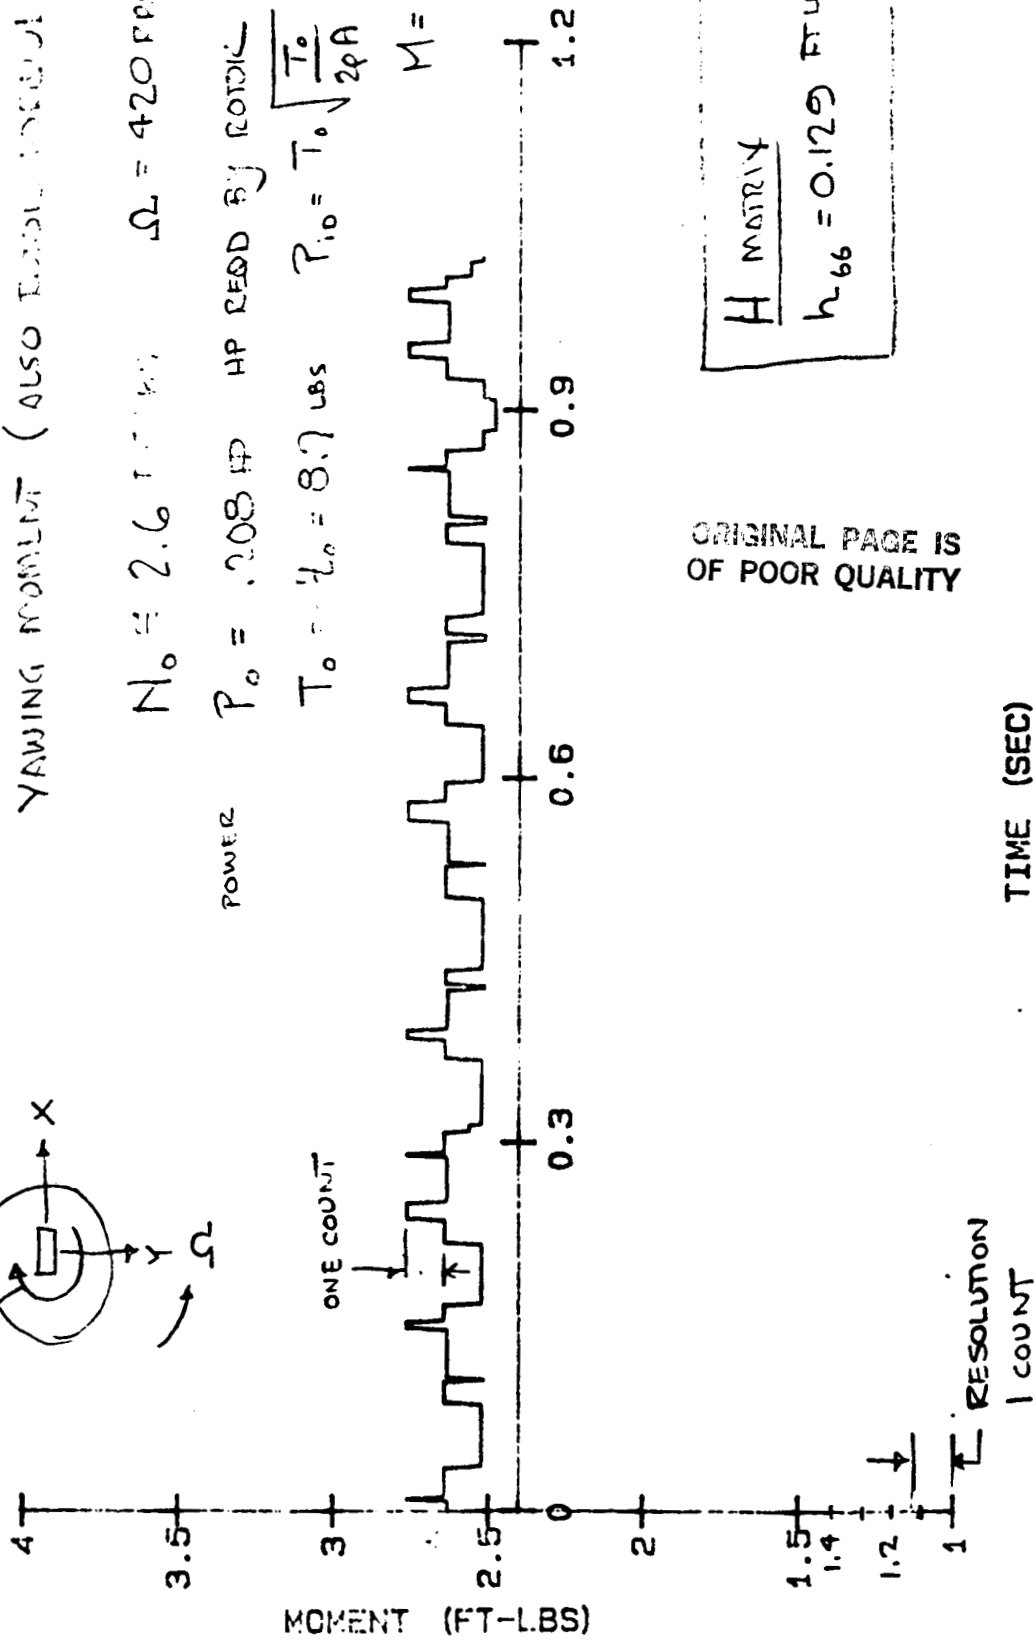 YAWING MOMENT (ALSO
N₀ = 2.6
Ω = 420
POWER
P₀ = .208 HP HP REQD BY ROTOR
T₀ = = 8.7 LBS
P_ID = T₀ √(T₀/2ρA)
M =
X
Y
Ω
ONE COUNT
4
3.5
3
2.5
2
1.5
1.4
1.2
1
MOMENT (FT-LBS)
0
0.3
0.6
0.9
1.2
TIME (SEC)
RESOLUTION
1 COUNT
H MATRIX
h₆₆ = 0.129
ORIGINAL PAGE IS
OF POOR QUALITY